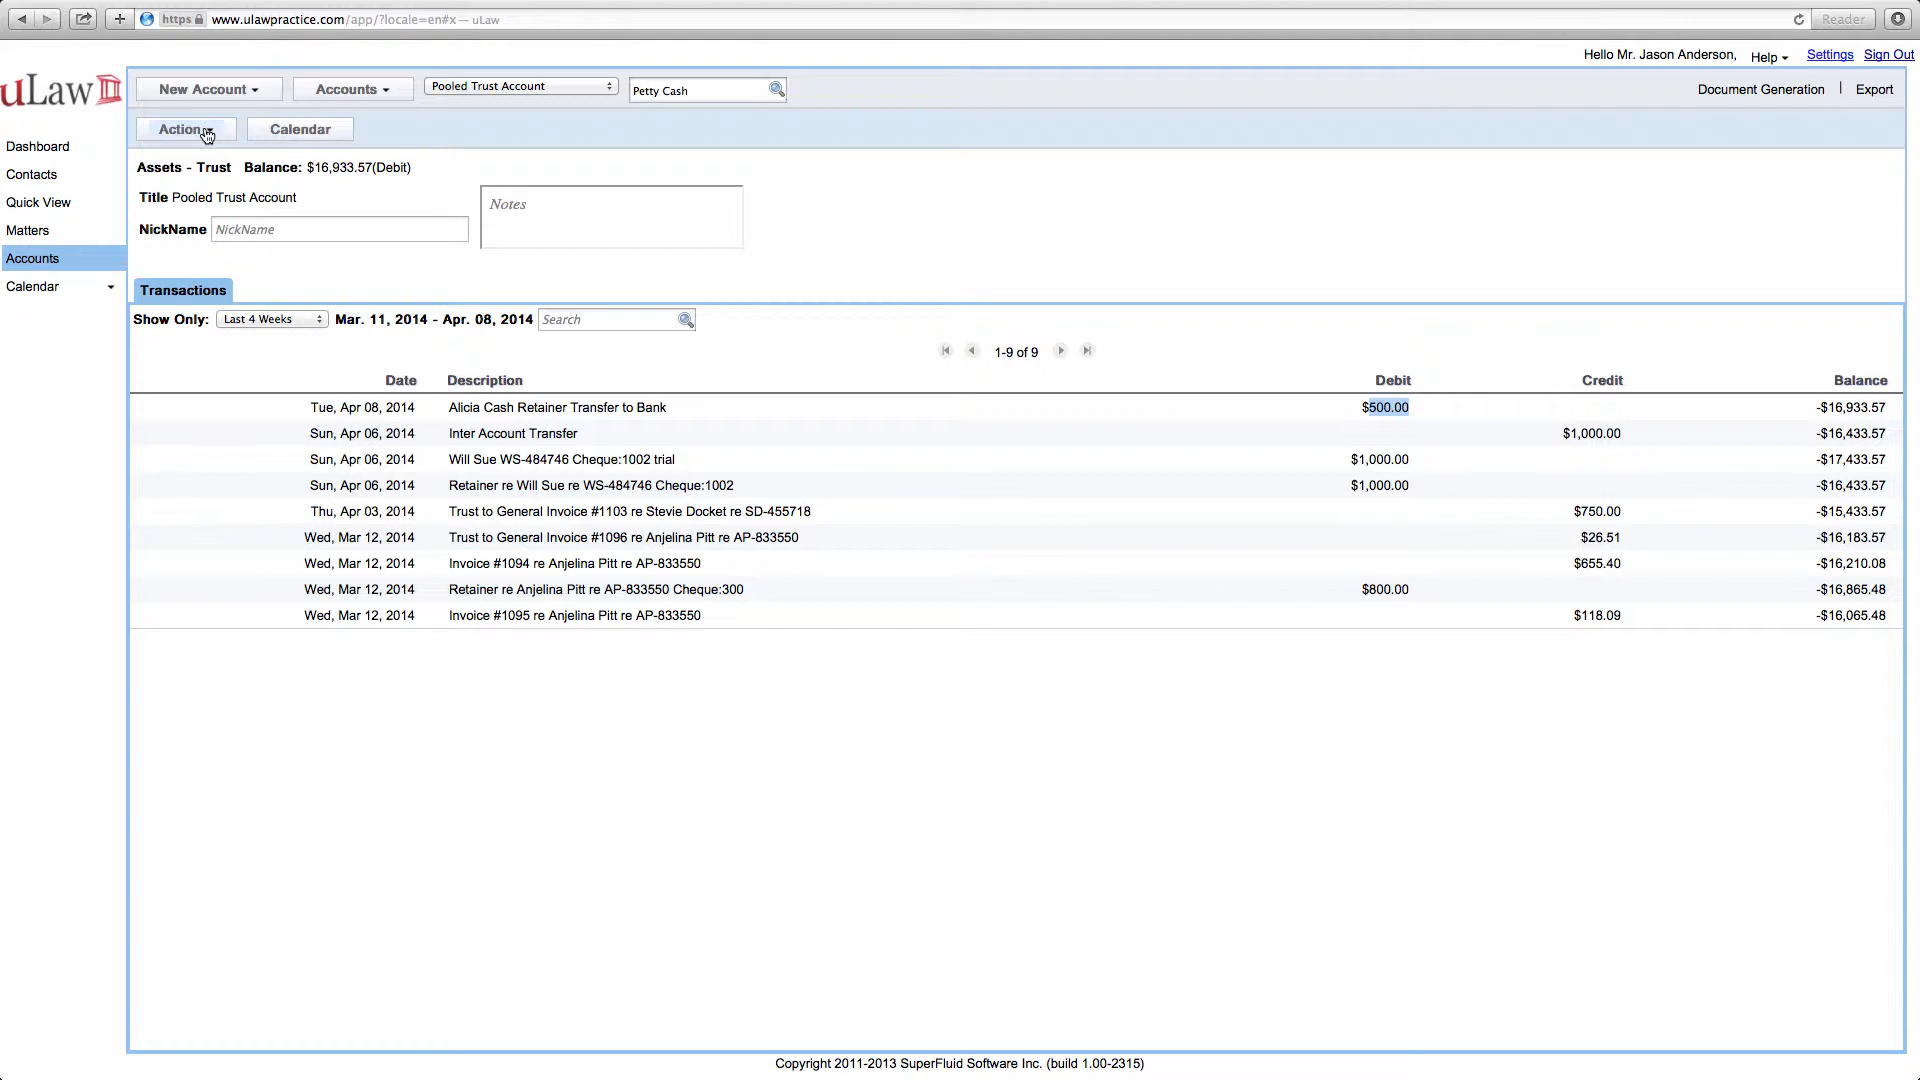 https www.ulawpractice.com/app/?locale=en#x — uLaw Reader
Hello Mr. Jason Anderson, Help Settings Sign Out
uLaw
New Account Accounts Pooled Trust Account Petty Cash Document Generation | Export
Action Calendar
Dashboard
Contacts
Quick View
Matters
Accounts
Calendar
Assets - Trust Balance: $16,933.57(Debit)
Title Pooled Trust Account
Notes
NickName NickName
Transactions
Show Only: Last 4 Weeks Mar. 11, 2014 - Apr. 08, 2014 Search
1-9 of 9
Date Description Debit Credit Balance
Tue, Apr 08, 2014 Alicia Cash Retainer Transfer to Bank $500.00 -$16,933.57
Sun, Apr 06, 2014 Inter Account Transfer $1,000.00 -$16,433.57
Sun, Apr 06, 2014 Will Sue WS-484746 Cheque:1002 trial $1,000.00 -$17,433.57
Sun, Apr 06, 2014 Retainer re Will Sue re WS-484746 Cheque:1002 $1,000.00 -$16,433.57
Thu, Apr 03, 2014 Trust to General Invoice #1103 re Stevie Docket re SD-455718 $750.00 -$15,433.57
Wed, Mar 12, 2014 Trust to General Invoice #1096 re Anjelina Pitt re AP-833550 $26.51 -$16,183.57
Wed, Mar 12, 2014 Invoice #1094 re Anjelina Pitt re AP-833550 $655.40 -$16,210.08
Wed, Mar 12, 2014 Retainer re Anjelina Pitt re AP-833550 Cheque:300 $800.00 -$16,865.48
Wed, Mar 12, 2014 Invoice #1095 re Anjelina Pitt re AP-833550 $118.09 -$16,065.48
Copyright 2011-2013 SuperFluid Software Inc. (build 1.00-2315)